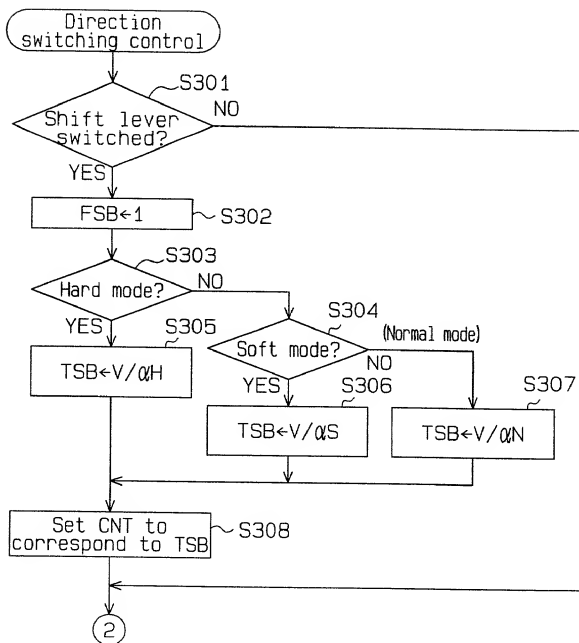 Direction
switching control
S301
NO
Shift lever
switched?
YES
FSB←1
S302
S303
NO
Hard mode?
YES
S304
(Normal mode)
Soft mode?
NO
YES
S305
TSB←V/αH
S306
TSB←V/αS
S307
TSB←V/αN
Set CNT to
correspond to TSB
S308
2